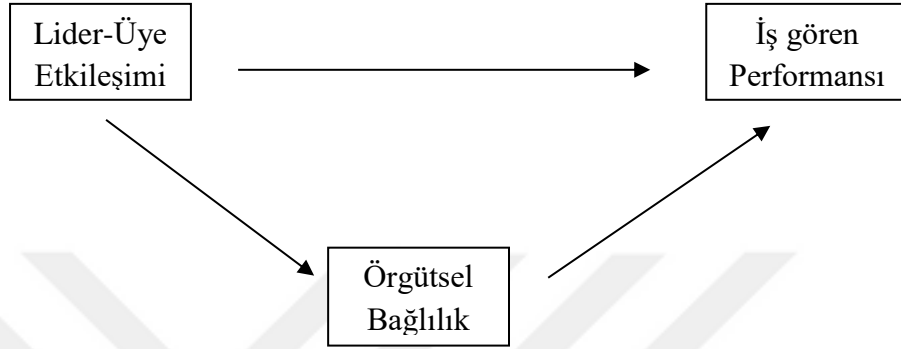 Lider-Üye
Etkileşimi
İş gören
Performansı
Örgütsel
Bağlılık